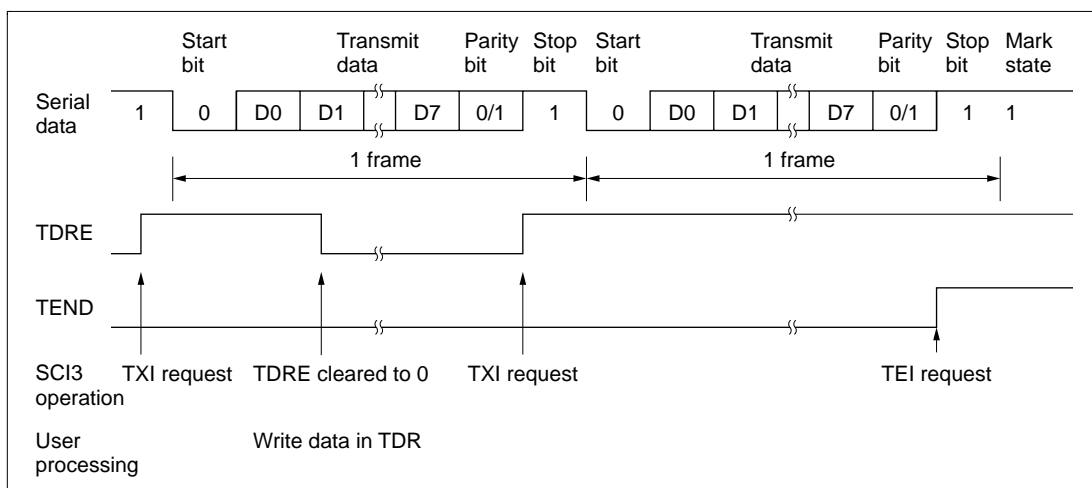 Start bit Transmit data Parity bit Stop bit Start bit Transmit data Parity bit Stop bit Mark state
Serial data 1 0 D0 D1 D7 0/1 1 0 D0 D1 D7 0/1 1 1
1 frame 1 frame
TDRE
TEND
SCI3 operation TXI request TDRE cleared to 0 TXI request TEI request
User processing Write data in TDR